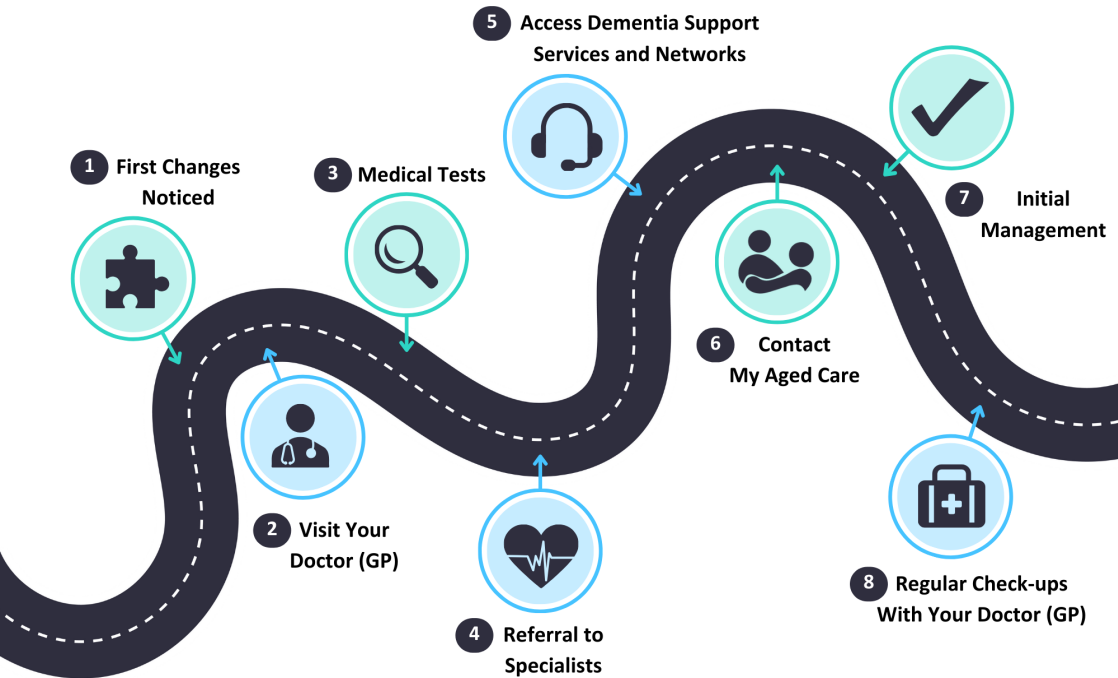 1 First Changes
Noticed
2 Visit Your
Doctor (GP)
3 Medical Tests
4 Referral to
Specialists
5 Access Dementia Support
Services and Networks
6 Contact
My Aged Care
7 Initial
Management
8 Regular Check-ups
With Your Doctor (GP)